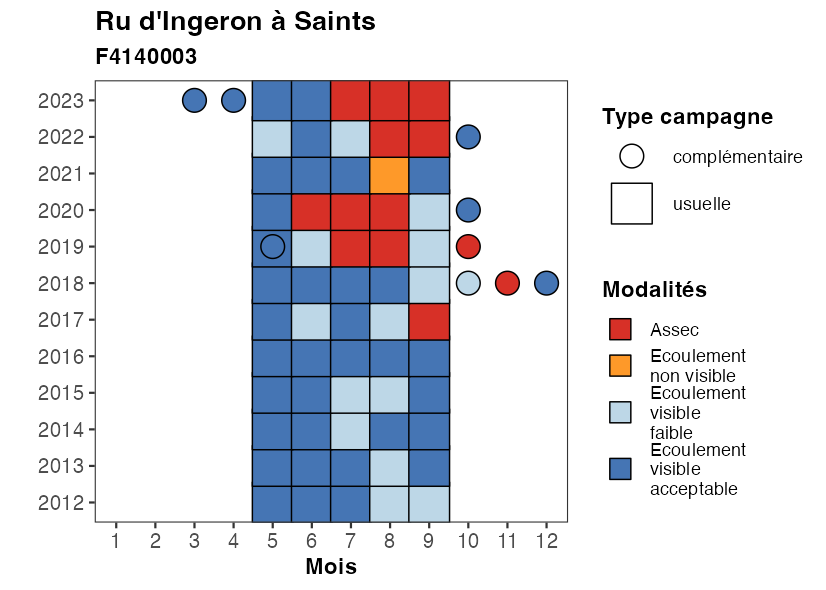 Ru d'Ingeron à Saints
F4140003
2023
2022
2021
2020
2019
2018
2017
2016
2015
2014
2013
2012
1 2 3 4 5 6 7 8 9 10 11 12
Mois
Type campagne
complémentaire
usuelle
Modalités
Assec
Ecoulement
non visible
Ecoulement
visible
faible
Ecoulement
visible
acceptable